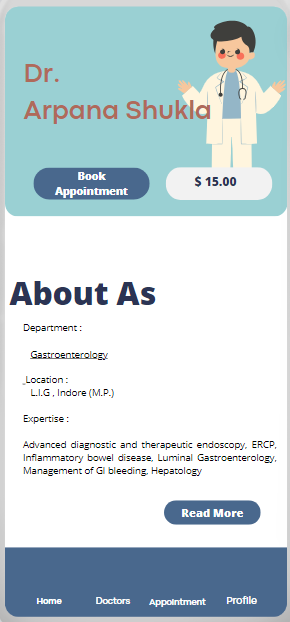 Dr.
Arpana Shukla
Book
Appointment
$ 15.00
About As
Department :
Gastroenterology
Location :
L.I.G , Indore (M.P.)
Expertise :
Advanced diagnostic and therapeutic endoscopy, ERCP,
Inflammatory bowel disease, Luminal Gastroenterology,
Management of GI bleeding, Hepatology
Read More
Home Doctors Appointment Profile